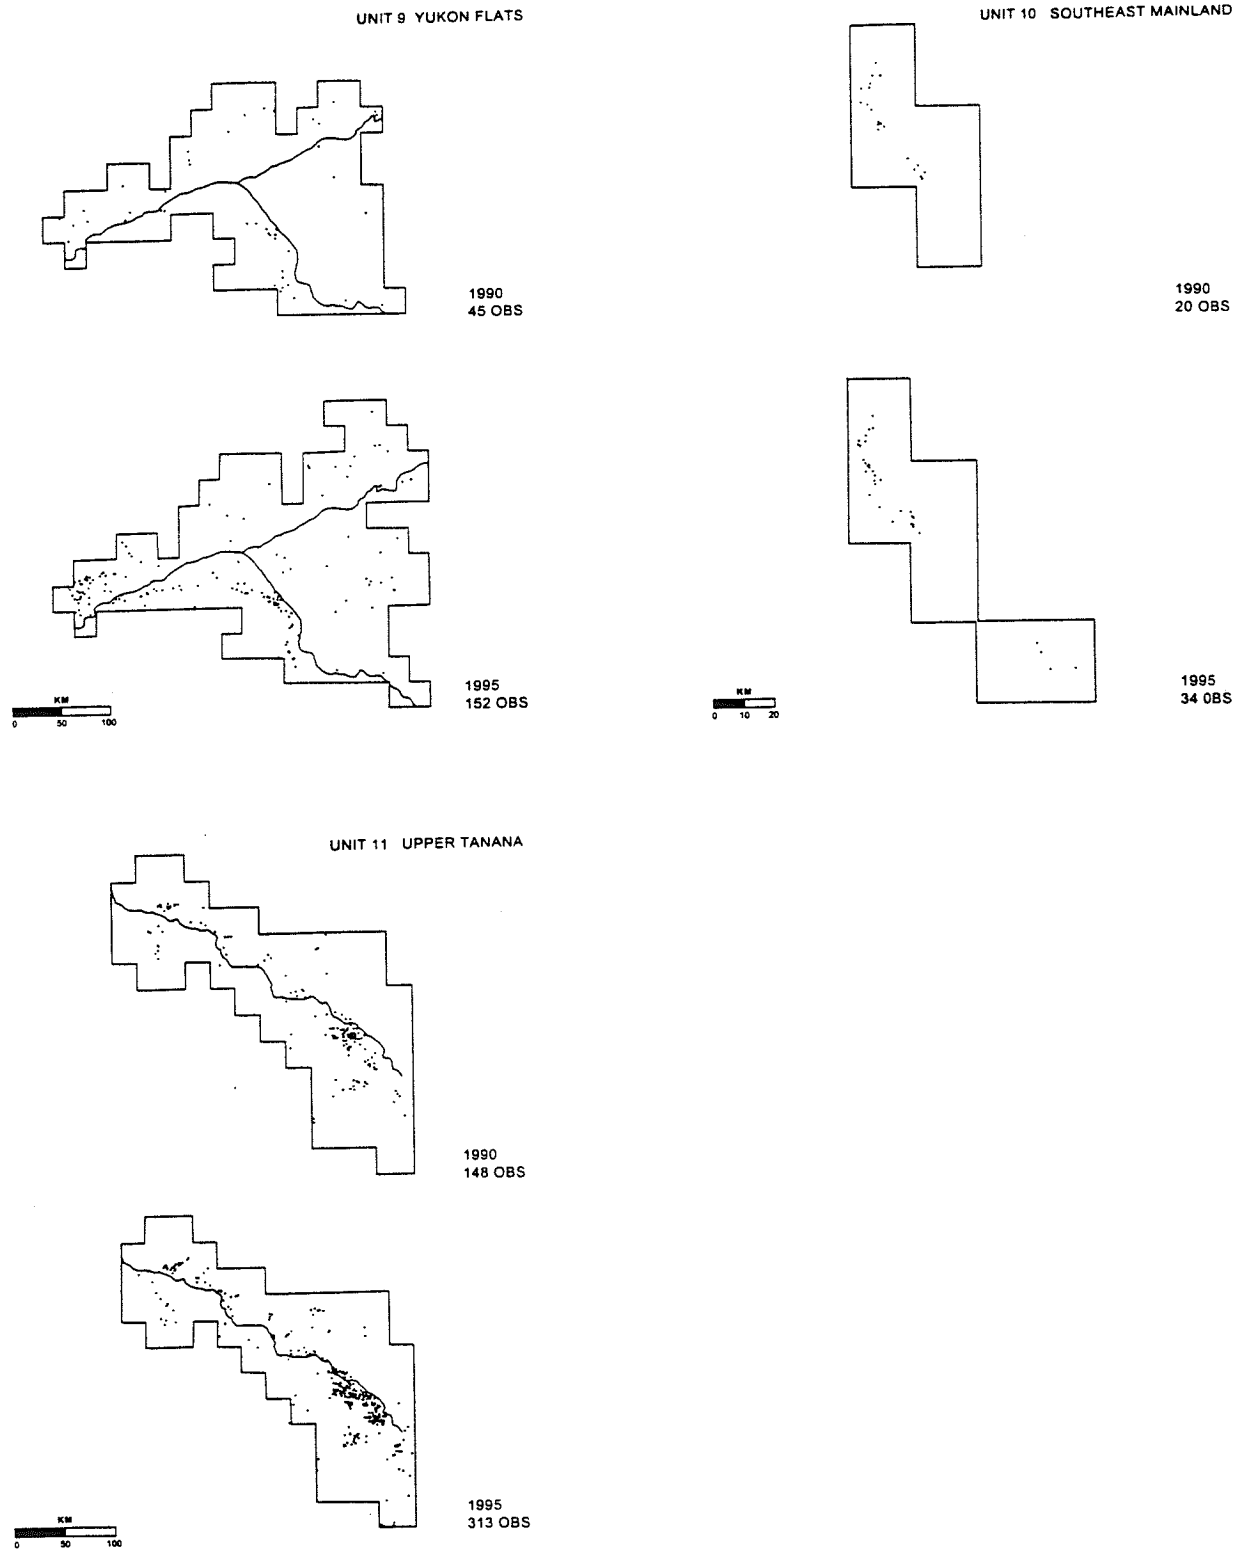 UNIT 9 YUKON FLATS
1990
45 OBS
1995
152 OBS
KM
0 50 100
UNIT 10 SOUTHEAST MAINLAND
1990
20 OBS
1995
34 OBS
KM
0 10 20
UNIT 11 UPPER TANANA
1990
148 OBS
1995
313 OBS
KM
0 50 100